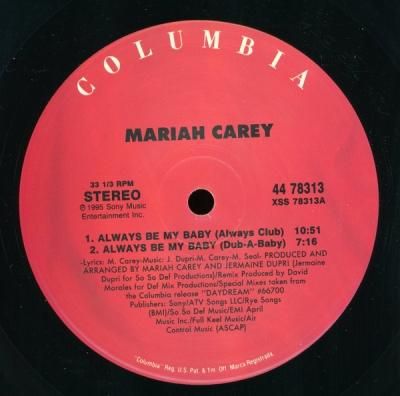 COLUMBIA
MARIAH CAREY
33 1/3 RPM
STEREO
℗ 1995 Sony Music
Entertainment Inc.
44 78313
XSS 78313A
1. ALWAYS BE MY BABY (Always Club) 10:51
2. ALWAYS BE MY BABY (Dub-A-Baby) 7:16
-Lyrics: M. Carey-Music: J. Dupri-M. Carey-M. Seal- PRODUCED AND
ARRANGED BY MARIAH CAREY AND JERMAINE DUPRI (Jermaine
Dupri for So So Def Productions)/Remix Produced by David
Morales for Def Mix Productions/Special Mixes taken from
the Columbia release "DAYDREAM" #66700
Publishers: Sony/ATV Songs LLC/Rye Songs
(BMI)/So So Def Music/EMI April
Music Inc./Full Keel Music/Air
Control Music (ASCAP)
"Columbia" Reg. U.S. Pat. & Tm. Off. Marca Registrada.